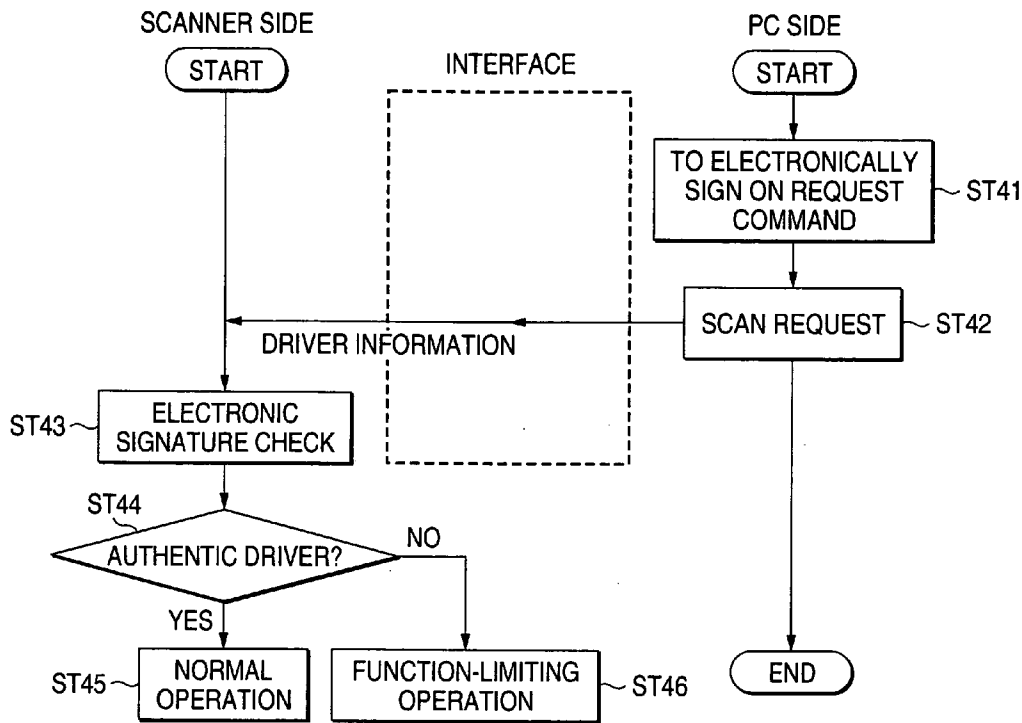 SCANNER SIDE
PC SIDE
START
INTERFACE
START
TO ELECTRONICALLY
SIGN ON REQUEST
COMMAND
ST41
SCAN REQUEST
ST42
DRIVER INFORMATION
ST43
ELECTRONIC
SIGNATURE CHECK
ST44
AUTHENTIC DRIVER?
NO
YES
ST45
NORMAL
OPERATION
FUNCTION-LIMITING
OPERATION
ST46
END